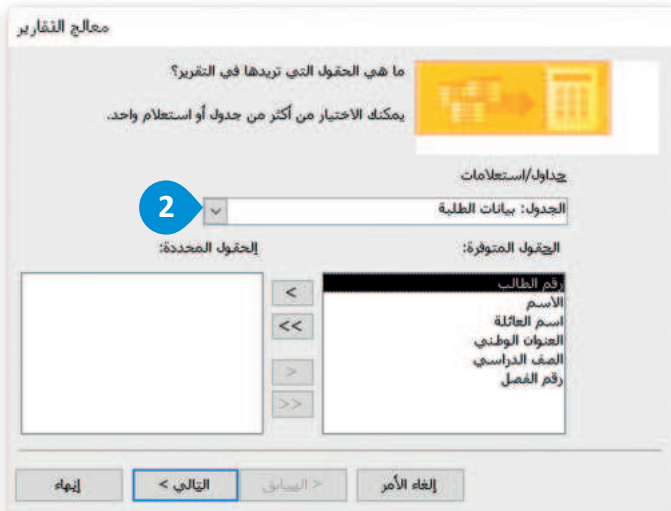 معالج التقارير
ما هي الحقول التي تريدها في التقرير؟
يمكنك الاختيار من أكثر من جدول أو استعلام واحد.
جداول/استعلامات
الجدول: بيانات الطلبة
2
الحقول المتوفرة:
الحقول المحددة:
رقم الطالب
الاسم
اسم العائلة
العنوان الوطني
الصف الدراسي
رقم الفصل
<
<<
>
>>
إلغاء الأمر
< السابق
التالي >
إنهاء